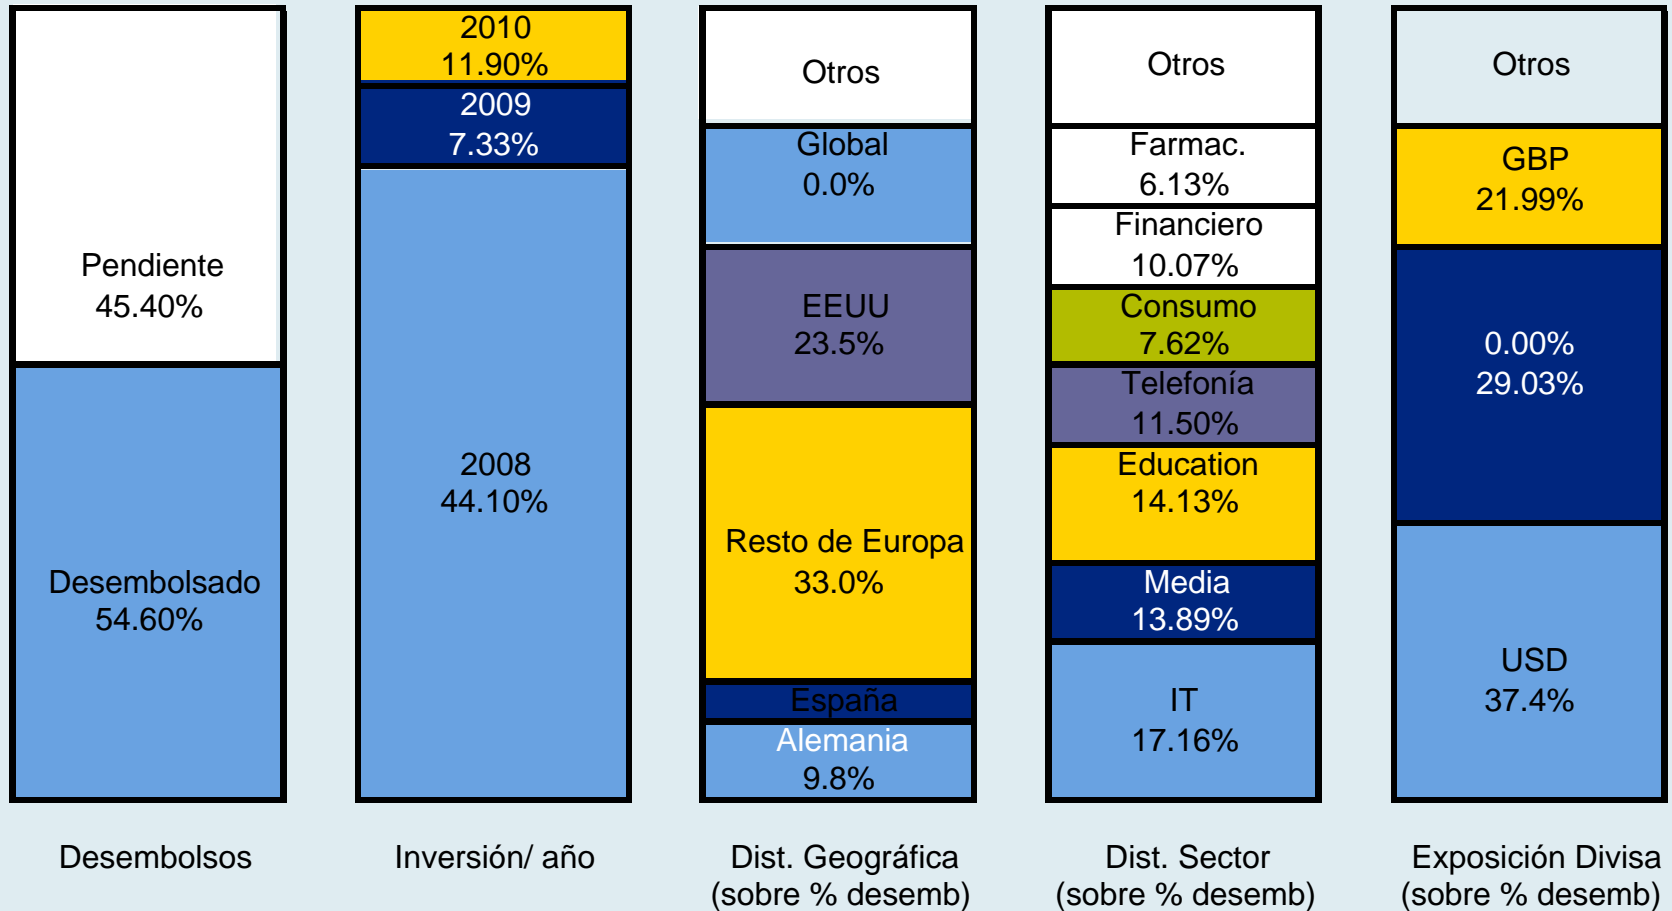 Pendiente
45.40%
Desembolsado
54.60%
Desembolsos
2010
11.90%
2009
7.33%
2008
44.10%
Inversión/ año
Otros
Global
0.0%
EEUU
23.5%
Resto de Europa
33.0%
España
Alemania
9.8%
Dist. Geográfica
(sobre % desemb)
Otros
Farmac.
6.13%
Financiero
10.07%
Consumo
7.62%
Telefonía
11.50%
Education
14.13%
Media
13.89%
IT
17.16%
Dist. Sector
(sobre % desemb)
Otros
GBP
21.99%
0.00%
29.03%
USD
37.4%
Exposición Divisa
(sobre % desemb)